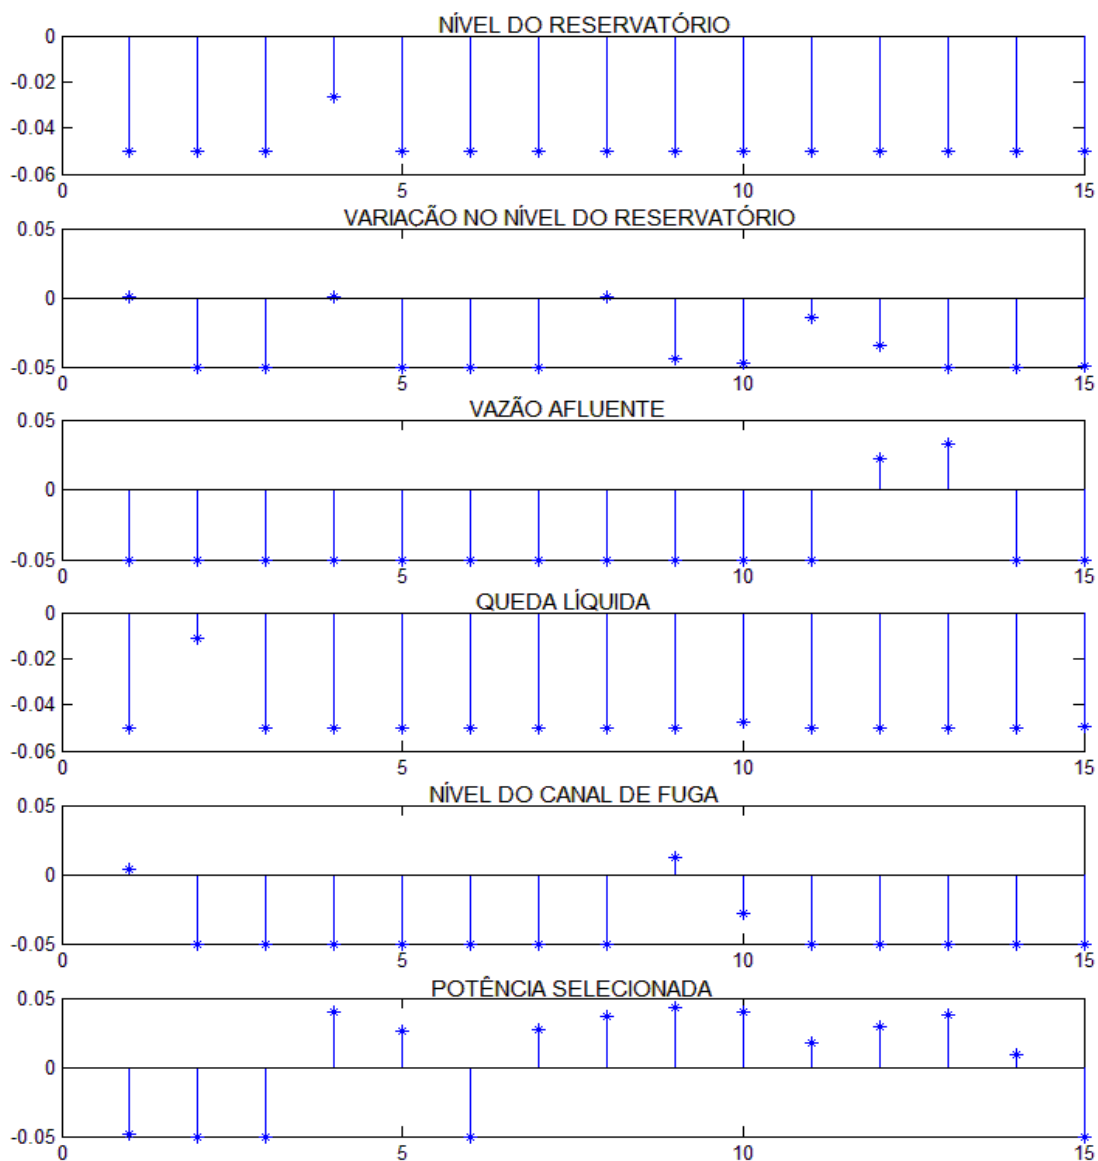 NÍVEL DO RESERVATÓRIO
0
-0.02
-0.04
-0.06
0 5 10 15
VARIAÇÃO NO NÍVEL DO RESERVATÓRIO
0.05
0
-0.05
0 5 10 15
VAZÃO AFLUENTE
0.05
0
-0.05
0 5 10 15
QUEDA LÍQUIDA
0
-0.02
-0.04
-0.06
0 5 10 15
NÍVEL DO CANAL DE FUGA
0.05
0
-0.05
0 5 10 15
POTÊNCIA SELECIONADA
0.05
0
-0.05
0 5 10 15